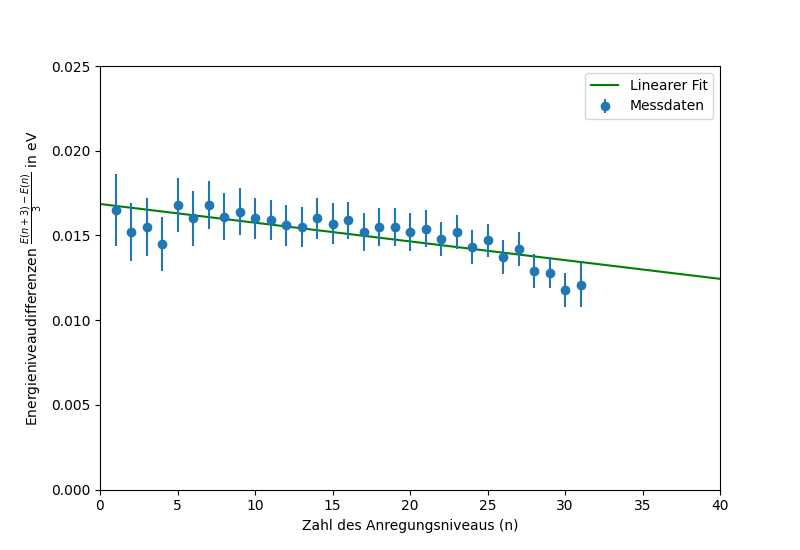 0.025
0.020
0.015
0.010
0.005
0.000
Energieniveaudifferenzen \frac{E(n+3)-E(n)}{3} in eV
Linearer Fit
Messdaten
0 5 10 15 20 25 30 35 40
Zahl des Anregungsniveaus (n)